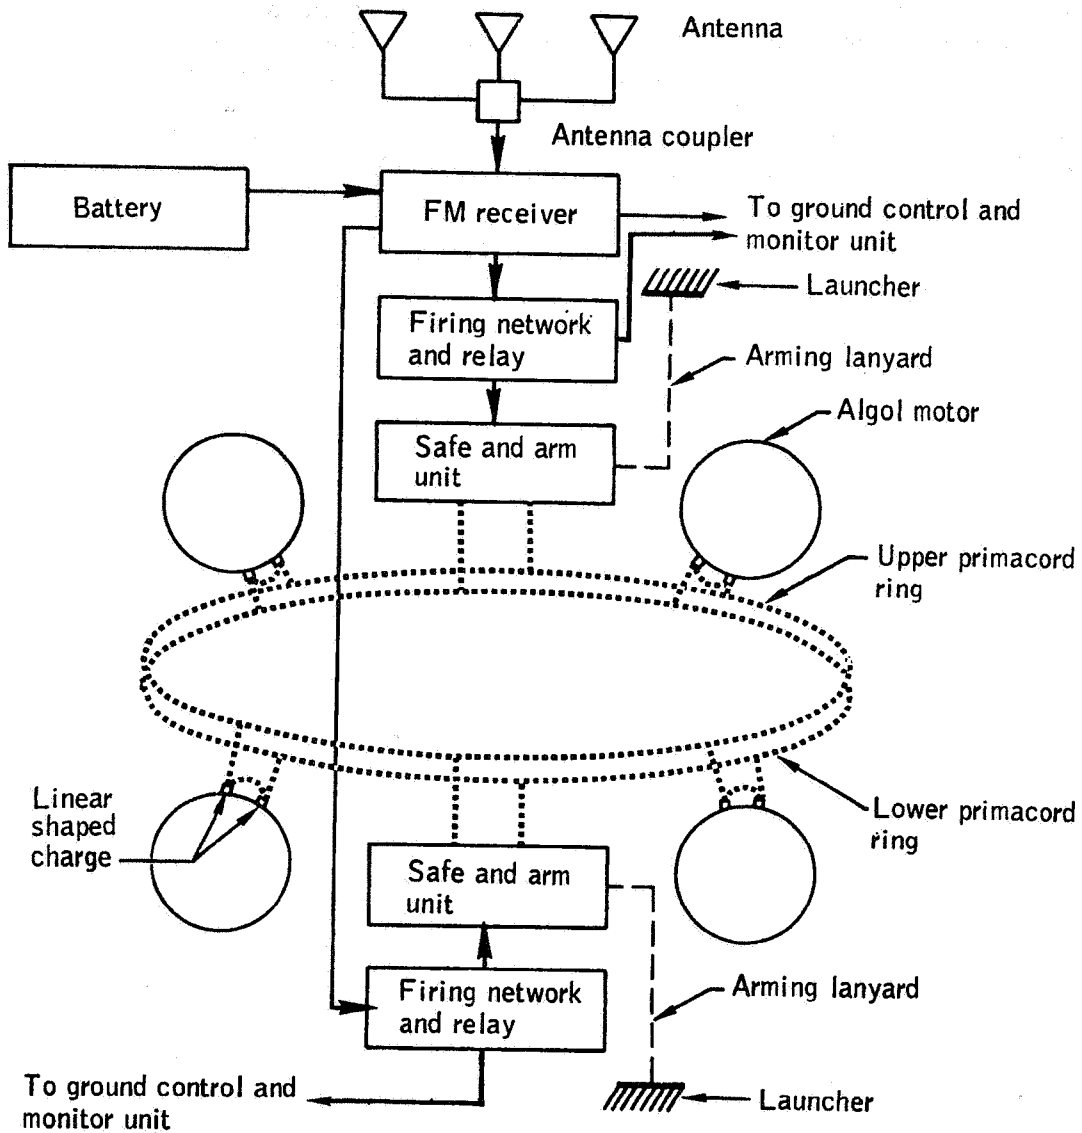 Antenna
Antenna coupler
Battery
FM receiver
To ground control and
monitor unit
Launcher
Firing network
and relay
Arming lanyard
Algol motor
Safe and arm
unit
Upper primacord
ring
Linear
shaped
charge
Lower primacord
ring
Safe and arm
unit
Firing network
and relay
Arming lanyard
To ground control and
monitor unit
Launcher